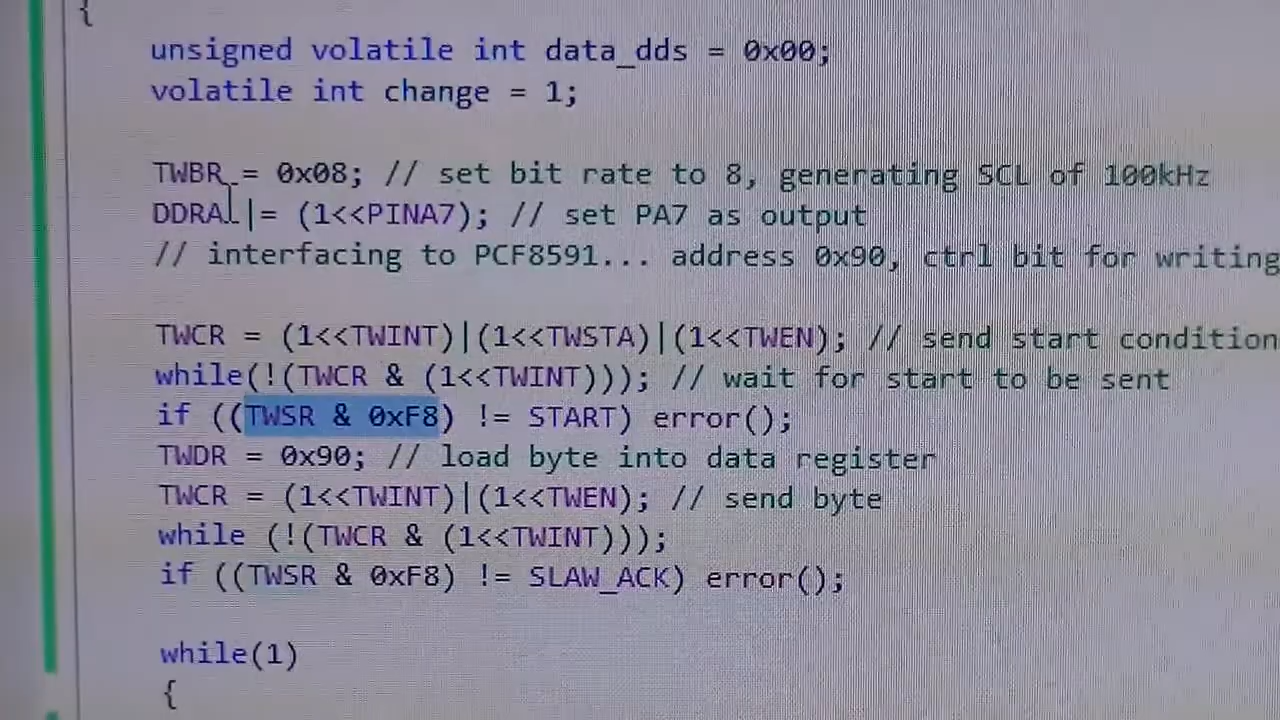 {
unsigned volatile int data_dds = 0x00;
volatile int change = 1;
TWBR = 0x08; // set bit rate to 8, generating SCL of 100kHz
DDRA |= (1<<PINA7); // set PA7 as output
// interfacing to PCF8591... address 0x90, ctrl bit for writing
TWCR = (1<<TWINT)|(1<<TWSTA)|(1<<TWEN); // send start condition
while(!(TWCR & (1<<TWINT))); // wait for start to be sent
if ((TWSR & 0xF8) != START) error();
TWDR = 0x90; // load byte into data register
TWCR = (1<<TWINT)|(1<<TWEN); // send byte
while (!(TWCR & (1<<TWINT)));
if ((TWSR & 0xF8) != SLAW_ACK) error();
while(1)
{